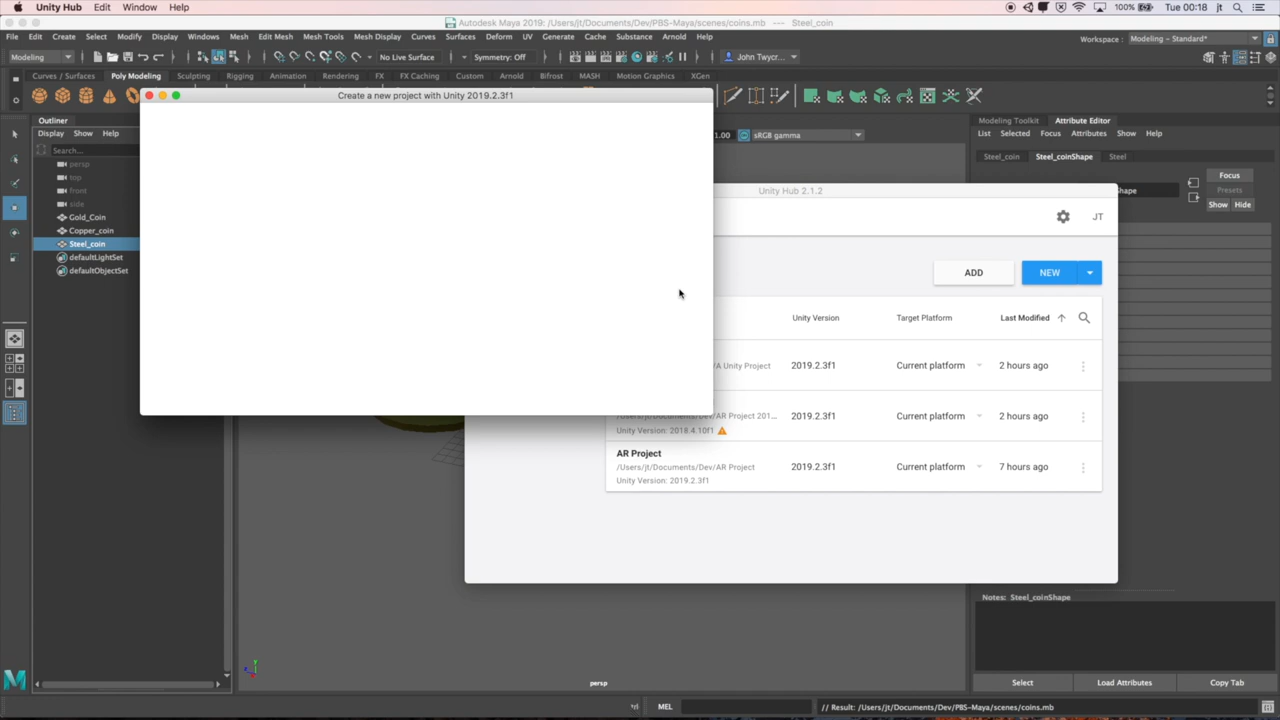 Unity Hub Edit Window Help
100% Tue 00:18 jt
Autodesk Maya 2019: /Users/jt/Documents/Dev/PBS-Maya/scenes/coins.mb --- Steel_coin
File Edit Create Select Modify Display Windows Mesh Edit Mesh Mesh Tools Mesh Display Curves Surfaces Deform UV Generate Cache Substance Arnold Help
Workspace : Modeling - Standard*
Modeling No Live Surface Symmetry: Off John Twycr...
Curves / Surfaces Poly Modeling Sculpting Rigging Animation Rendering FX FX Caching Custom Arnold Bifrost MASH Motion Graphics XGen
Create a new project with Unity 2019.2.3f1
Outliner
Display Show Help
Search...
persp
top
front
side
Gold_Coin
Copper_coin
Steel_coin
defaultLightSet
defaultObjectSet
1.00 sRGB gamma
Modeling Toolkit Attribute Editor
List Selected Focus Attributes Show Help
Steel_coin Steel_coinShape Steel
Focus
Presets
Show Hide
Shape
Unity Hub 2.1.2
JT
ADD NEW
Unity Version Target Platform Last Modified
/A Unity Project 2019.2.3f1 Current platform 2 hours ago
/Users/jt/Documents/Dev/AR Project 201... 2019.2.3f1 Current platform 2 hours ago
Unity Version: 2018.4.10f1
AR Project
/Users/jt/Documents/Dev/AR Project 2019.2.3f1 Current platform 7 hours ago
Unity Version: 2019.2.3f1
Notes: Steel_coinShape
Select Load Attributes Copy Tab
y
persp
MEL // Result: /Users/jt/Documents/Dev/PBS-Maya/scenes/coins.mb